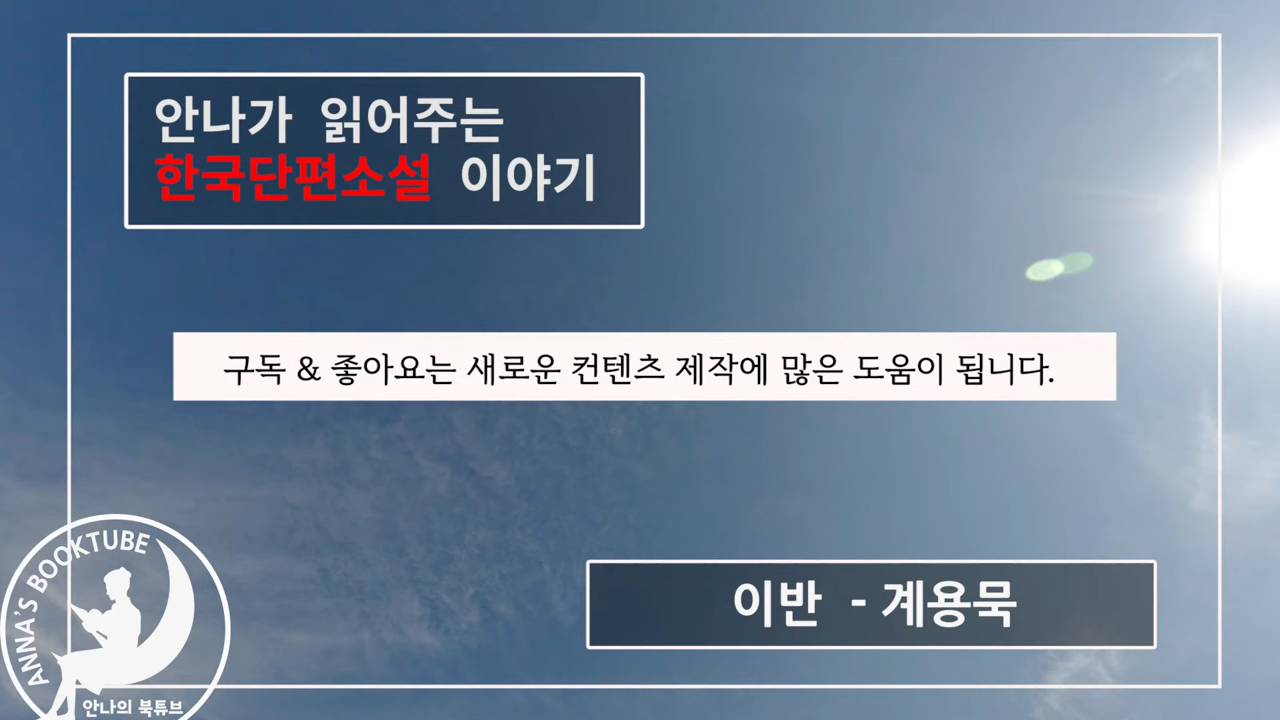 안나가 읽어주는
한국단편소설 이야기
구독 & 좋아요는 새로운 컨텐츠 제작에 많은 도움이 됩니다.
이반 - 계용묵
ANNA'S BOOKTUBE
안나의 북튜브